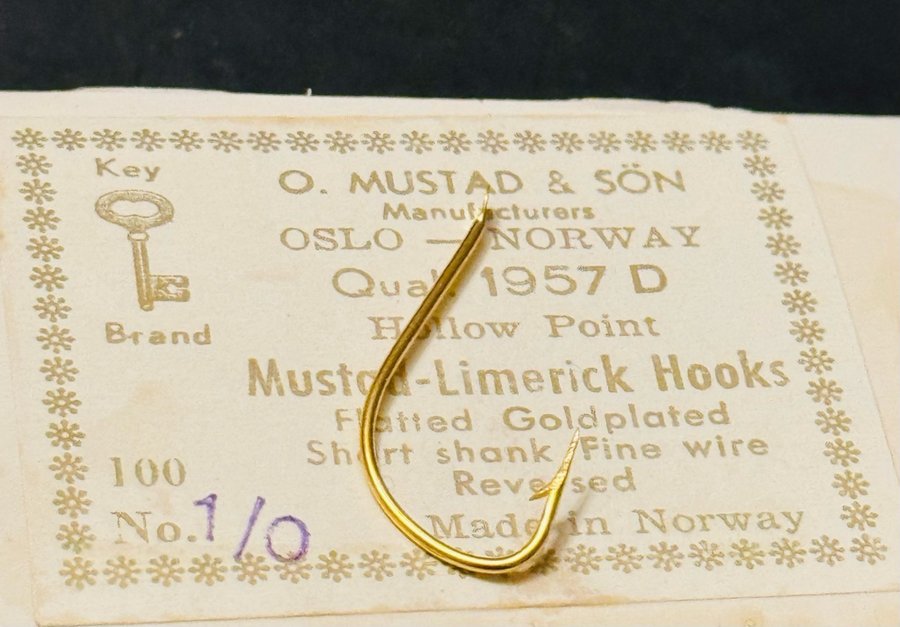 Key
O. MUSTAD & SÖN
Manufacturers
OSLO — NORWAY
Qual. 1957 D
Hollow Point
Brand
Mustad-Limerick Hooks
Flatted Goldplated
Short shank Fine wire
100
Reversed
No. 1/0
Made in Norway